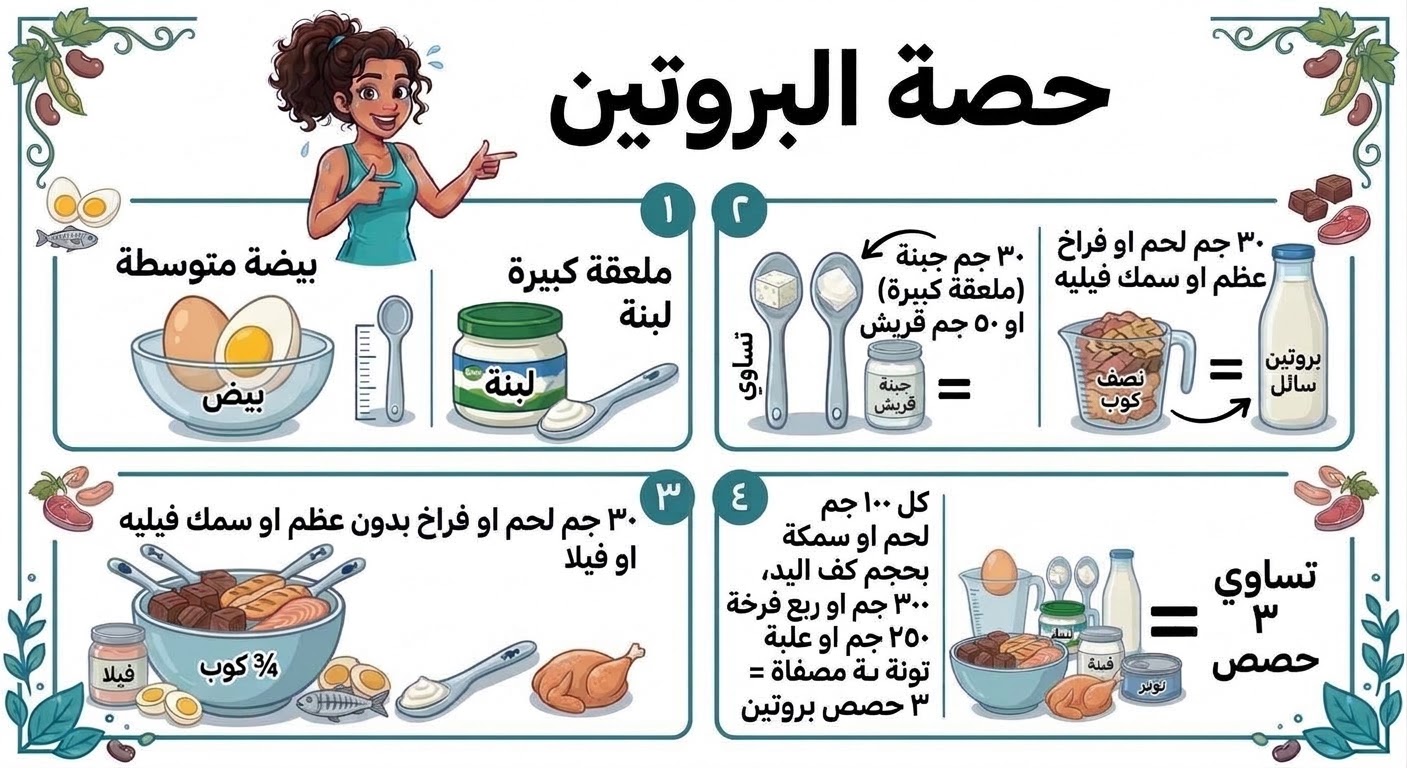 حصة البروتين
١
ملعقة كبيرة
لبنة
لبنة
بيضة متوسطة
بيض
٢
٣٠ جم لحم او فراخ
عظم او سمك فيليه
نصف
كوب
=
بروتين
سائل
٣٠ جم جبنة
(ملعقة كبيرة)
او ٥٠ جم قريش
=
جبنة
قريش
تساوي
٣
٣٠ جم لحم او فراخ بدون عظم او سمك فيليه
او فيلا
¾ كوب
فيلا
٤
كل ١٠٠ جم
لحم او سمكة
بحجم كف اليد،
٣٠٠ جم او ربع فرخة
٢٥٠ جم او علبة
تونة ىة مصفاة =
٣ حصص بروتين
تساوي
٣
حصص
=